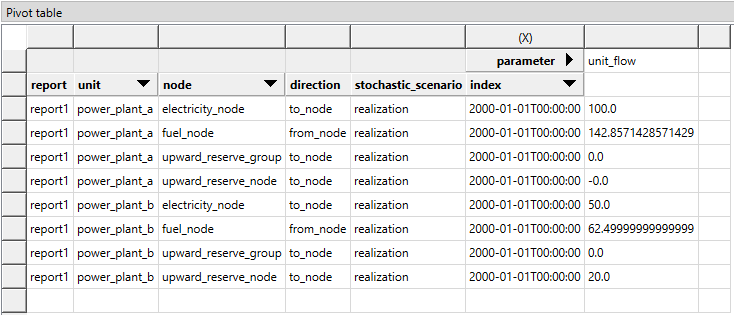 Pivot table
(X)
parameter unit_flow
report unit node direction stochastic_scenario index
report1 power_plant_a electricity_node to_node realization 2000-01-01T00:00:00 100.0
report1 power_plant_a fuel_node from_node realization 2000-01-01T00:00:00 142.8571428571429
report1 power_plant_a upward_reserve_group to_node realization 2000-01-01T00:00:00 0.0
report1 power_plant_a upward_reserve_node to_node realization 2000-01-01T00:00:00 -0.0
report1 power_plant_b electricity_node to_node realization 2000-01-01T00:00:00 50.0
report1 power_plant_b fuel_node from_node realization 2000-01-01T00:00:00 62.49999999999999
report1 power_plant_b upward_reserve_group to_node realization 2000-01-01T00:00:00 0.0
report1 power_plant_b upward_reserve_node to_node realization 2000-01-01T00:00:00 20.0